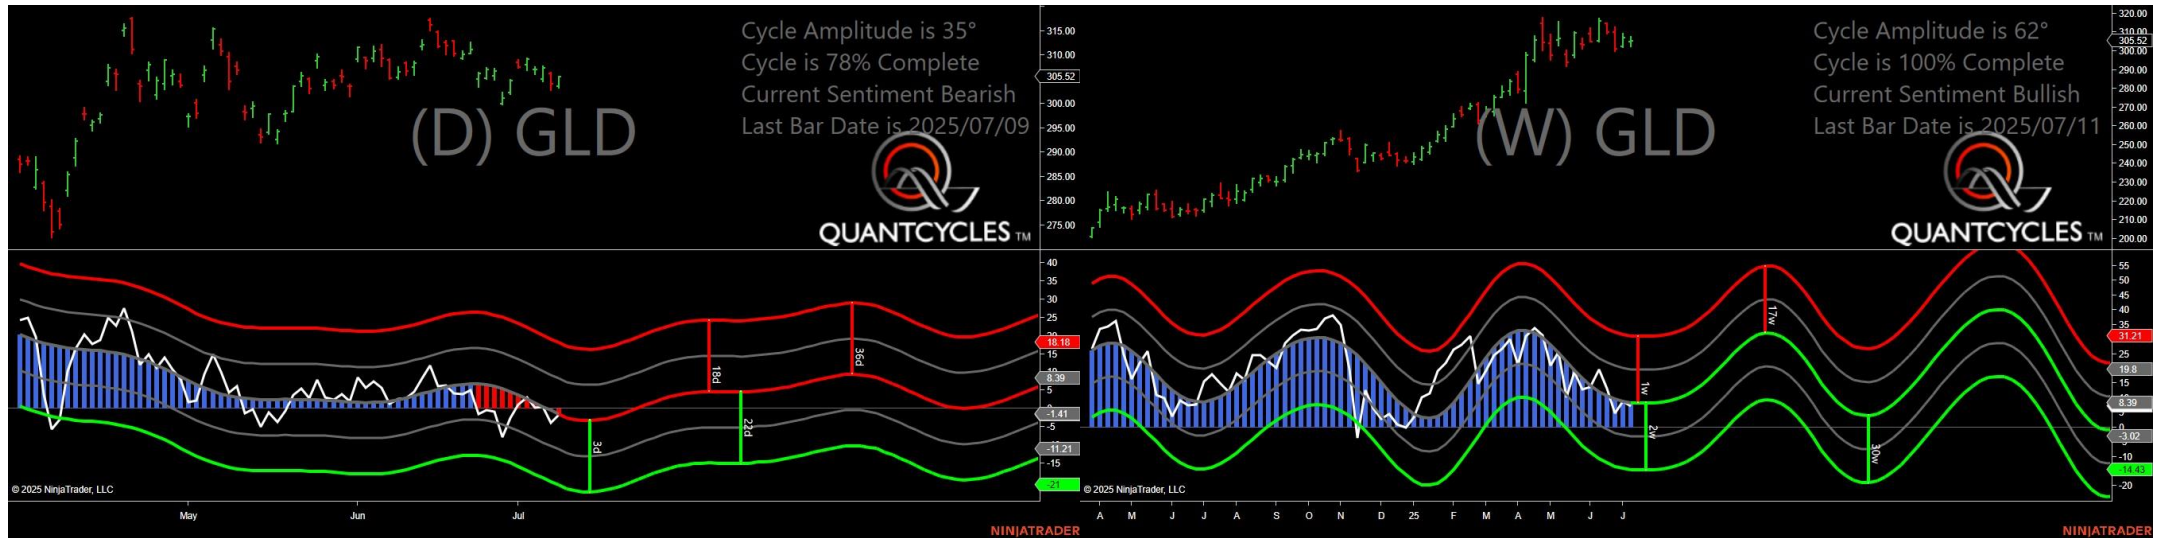 Cycle Amplitude is 35°
Cycle is 78% Complete
Current Sentiment Bearish
Last Bar Date is 2025/07/09
(D) GLD
QUANTCYCLES TM
315.00
310.00
305.52
300.00
295.00
290.00
285.00
280.00
275.00
40
35
30
25
20
18.18
15
10
8.39
5
-1.41
-5
-11.21
-15
-21
3d
18d
22d
36d
© 2025 NinjaTrader, LLC
May
Jun
Jul
NINJATRADER
Cycle Amplitude is 62°
Cycle is 100% Complete
Current Sentiment Bullish
Last Bar Date is 2025/07/11
(W) GLD
QUANTCYCLES TM
320.00
305.52
300.00
290.00
280.00
270.00
260.00
250.00
240.00
230.00
220.00
210.00
200.00
55
50
45
40
35
31.21
25
19.8
15
8.39
0
-3.02
-10
-14.43
-20
1w
2w
17w
30w
© 2025 NinjaTrader, LLC
A M J J A S O N D 25 F M A M J J
NINJATRADER